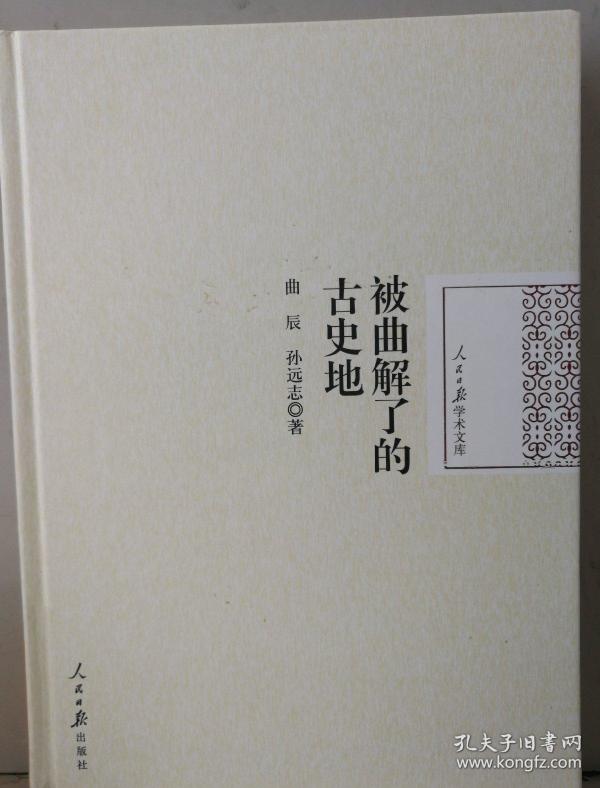 被曲解了的
古史地
曲辰 孙远志◎著
人民日报学术文库
人民日报出版社
孔夫子旧书网
www.kongfz.com